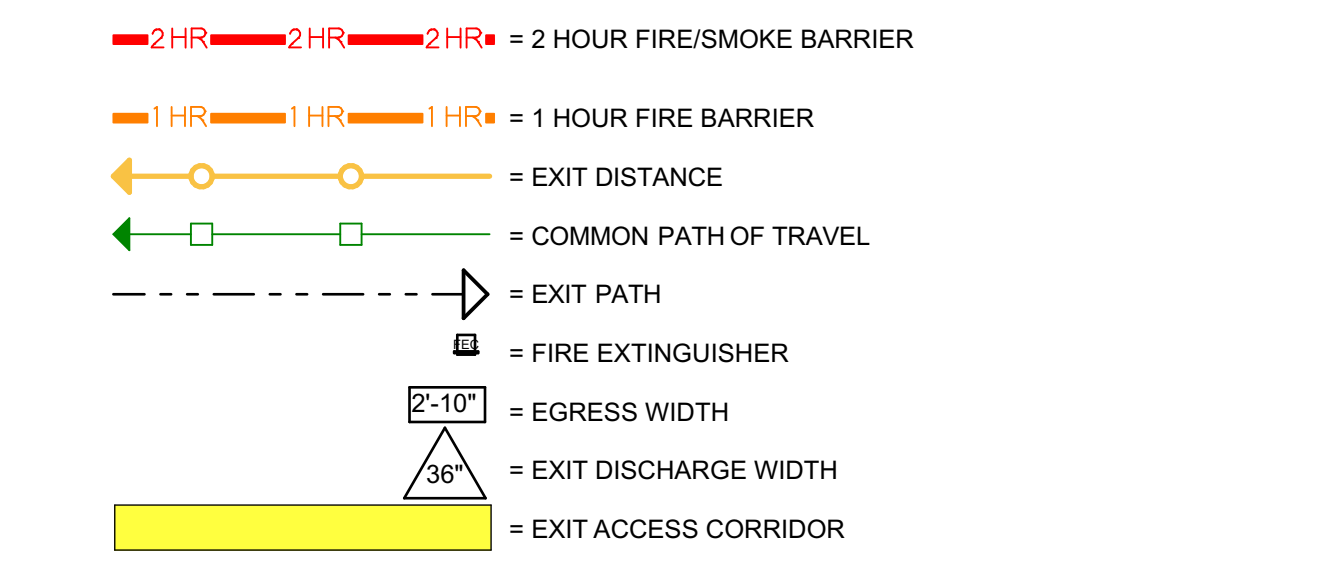 2 HR 2 HR 2 HR = 2 HOUR FIRE/SMOKE BARRIER
1 HR 1 HR 1 HR = 1 HOUR FIRE BARRIER
= EXIT DISTANCE
= COMMON PATH OF TRAVEL
= EXIT PATH
FEC = FIRE EXTINGUISHER
2'-10" = EGRESS WIDTH
36" = EXIT DISCHARGE WIDTH
= EXIT ACCESS CORRIDOR